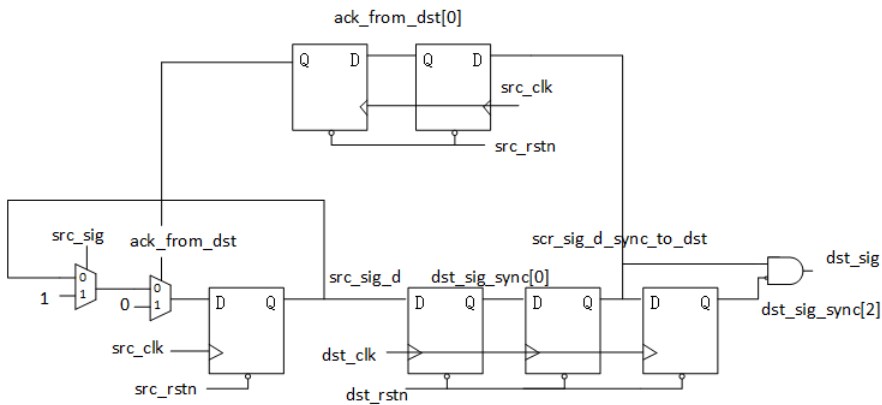 ack_from_dst[0]
Q D Q D
src_clk
src_rstn
src_sig
ack_from_dst
scr_sig_d_sync_to_dst
dst_sig
0
1
1
0
0
1
src_sig_d
dst_sig_sync[0]
D Q D Q D Q D Q
dst_sig_sync[2]
src_clk
dst_clk
src_rstn
dst_rstn